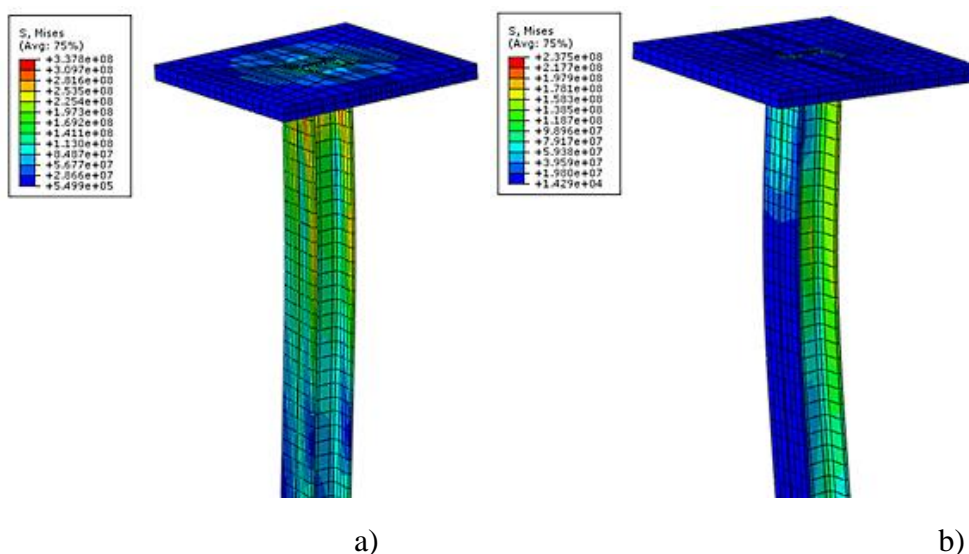 S, Mises
(Avg: 75%)
+3.378e+08
+3.097e+08
+2.816e+08
+2.535e+08
+2.254e+08
+1.973e+08
+1.692e+08
+1.411e+08
+1.130e+08
+8.487e+07
+5.677e+07
+2.866e+07
+5.499e+05
S, Mises
(Avg: 75%)
+2.375e+08
+2.177e+08
+1.979e+08
+1.781e+08
+1.583e+08
+1.385e+08
+1.187e+08
+9.896e+07
+7.917e+07
+5.938e+07
+3.959e+07
+1.980e+07
+1.429e+04
a)
b)